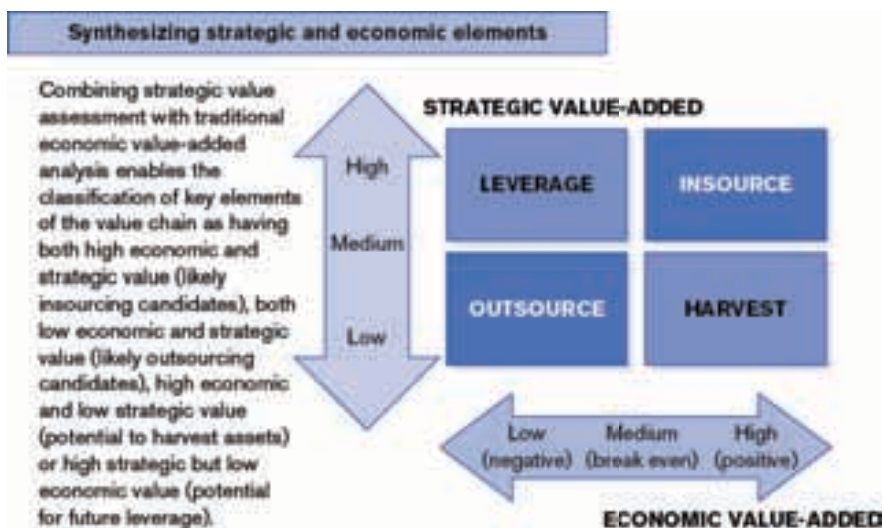 Synthesizing strategic and economic elements
Combining strategic value
assessment with traditional
economic value-added
analysis enables the
classification of key elements
of the value chain as having
both high economic and
strategic value (likely
insourcing candidates), both
low economic and strategic
value (likely outsourcing
candidates), high economic
and low strategic value
(potential to harvest assets)
or high strategic but low
economic value (potential
for future leverage).
STRATEGIC VALUE-ADDED
High
Medium
Low
LEVERAGE
INSOURCE
OUTSOURCE
HARVEST
Low
(negative)
Medium
(break even)
High
(positive)
ECONOMIC VALUE-ADDED